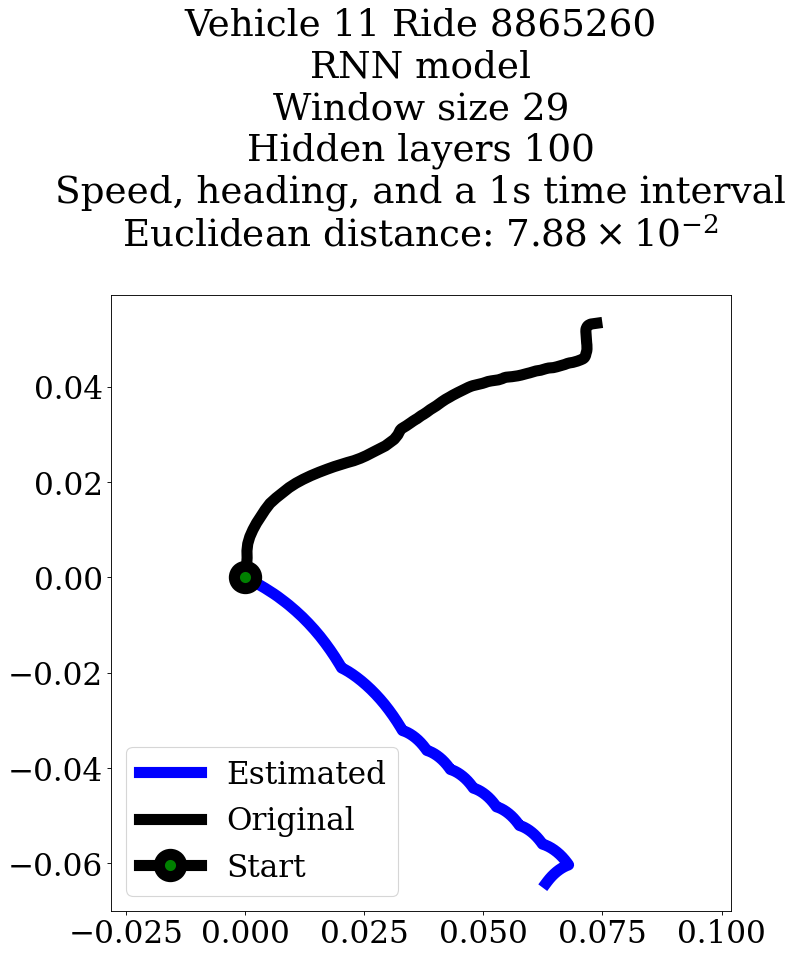 Vehicle 11 Ride 8865260
RNN model
Window size 29
Hidden layers 100
Speed, heading, and a 1s time interval
Euclidean distance: 7.88 × 10⁻²
0.04
0.02
0.00
−0.02
−0.04
−0.06
Estimated
Original
Start
−0.025 0.000 0.025 0.050 0.075 0.100